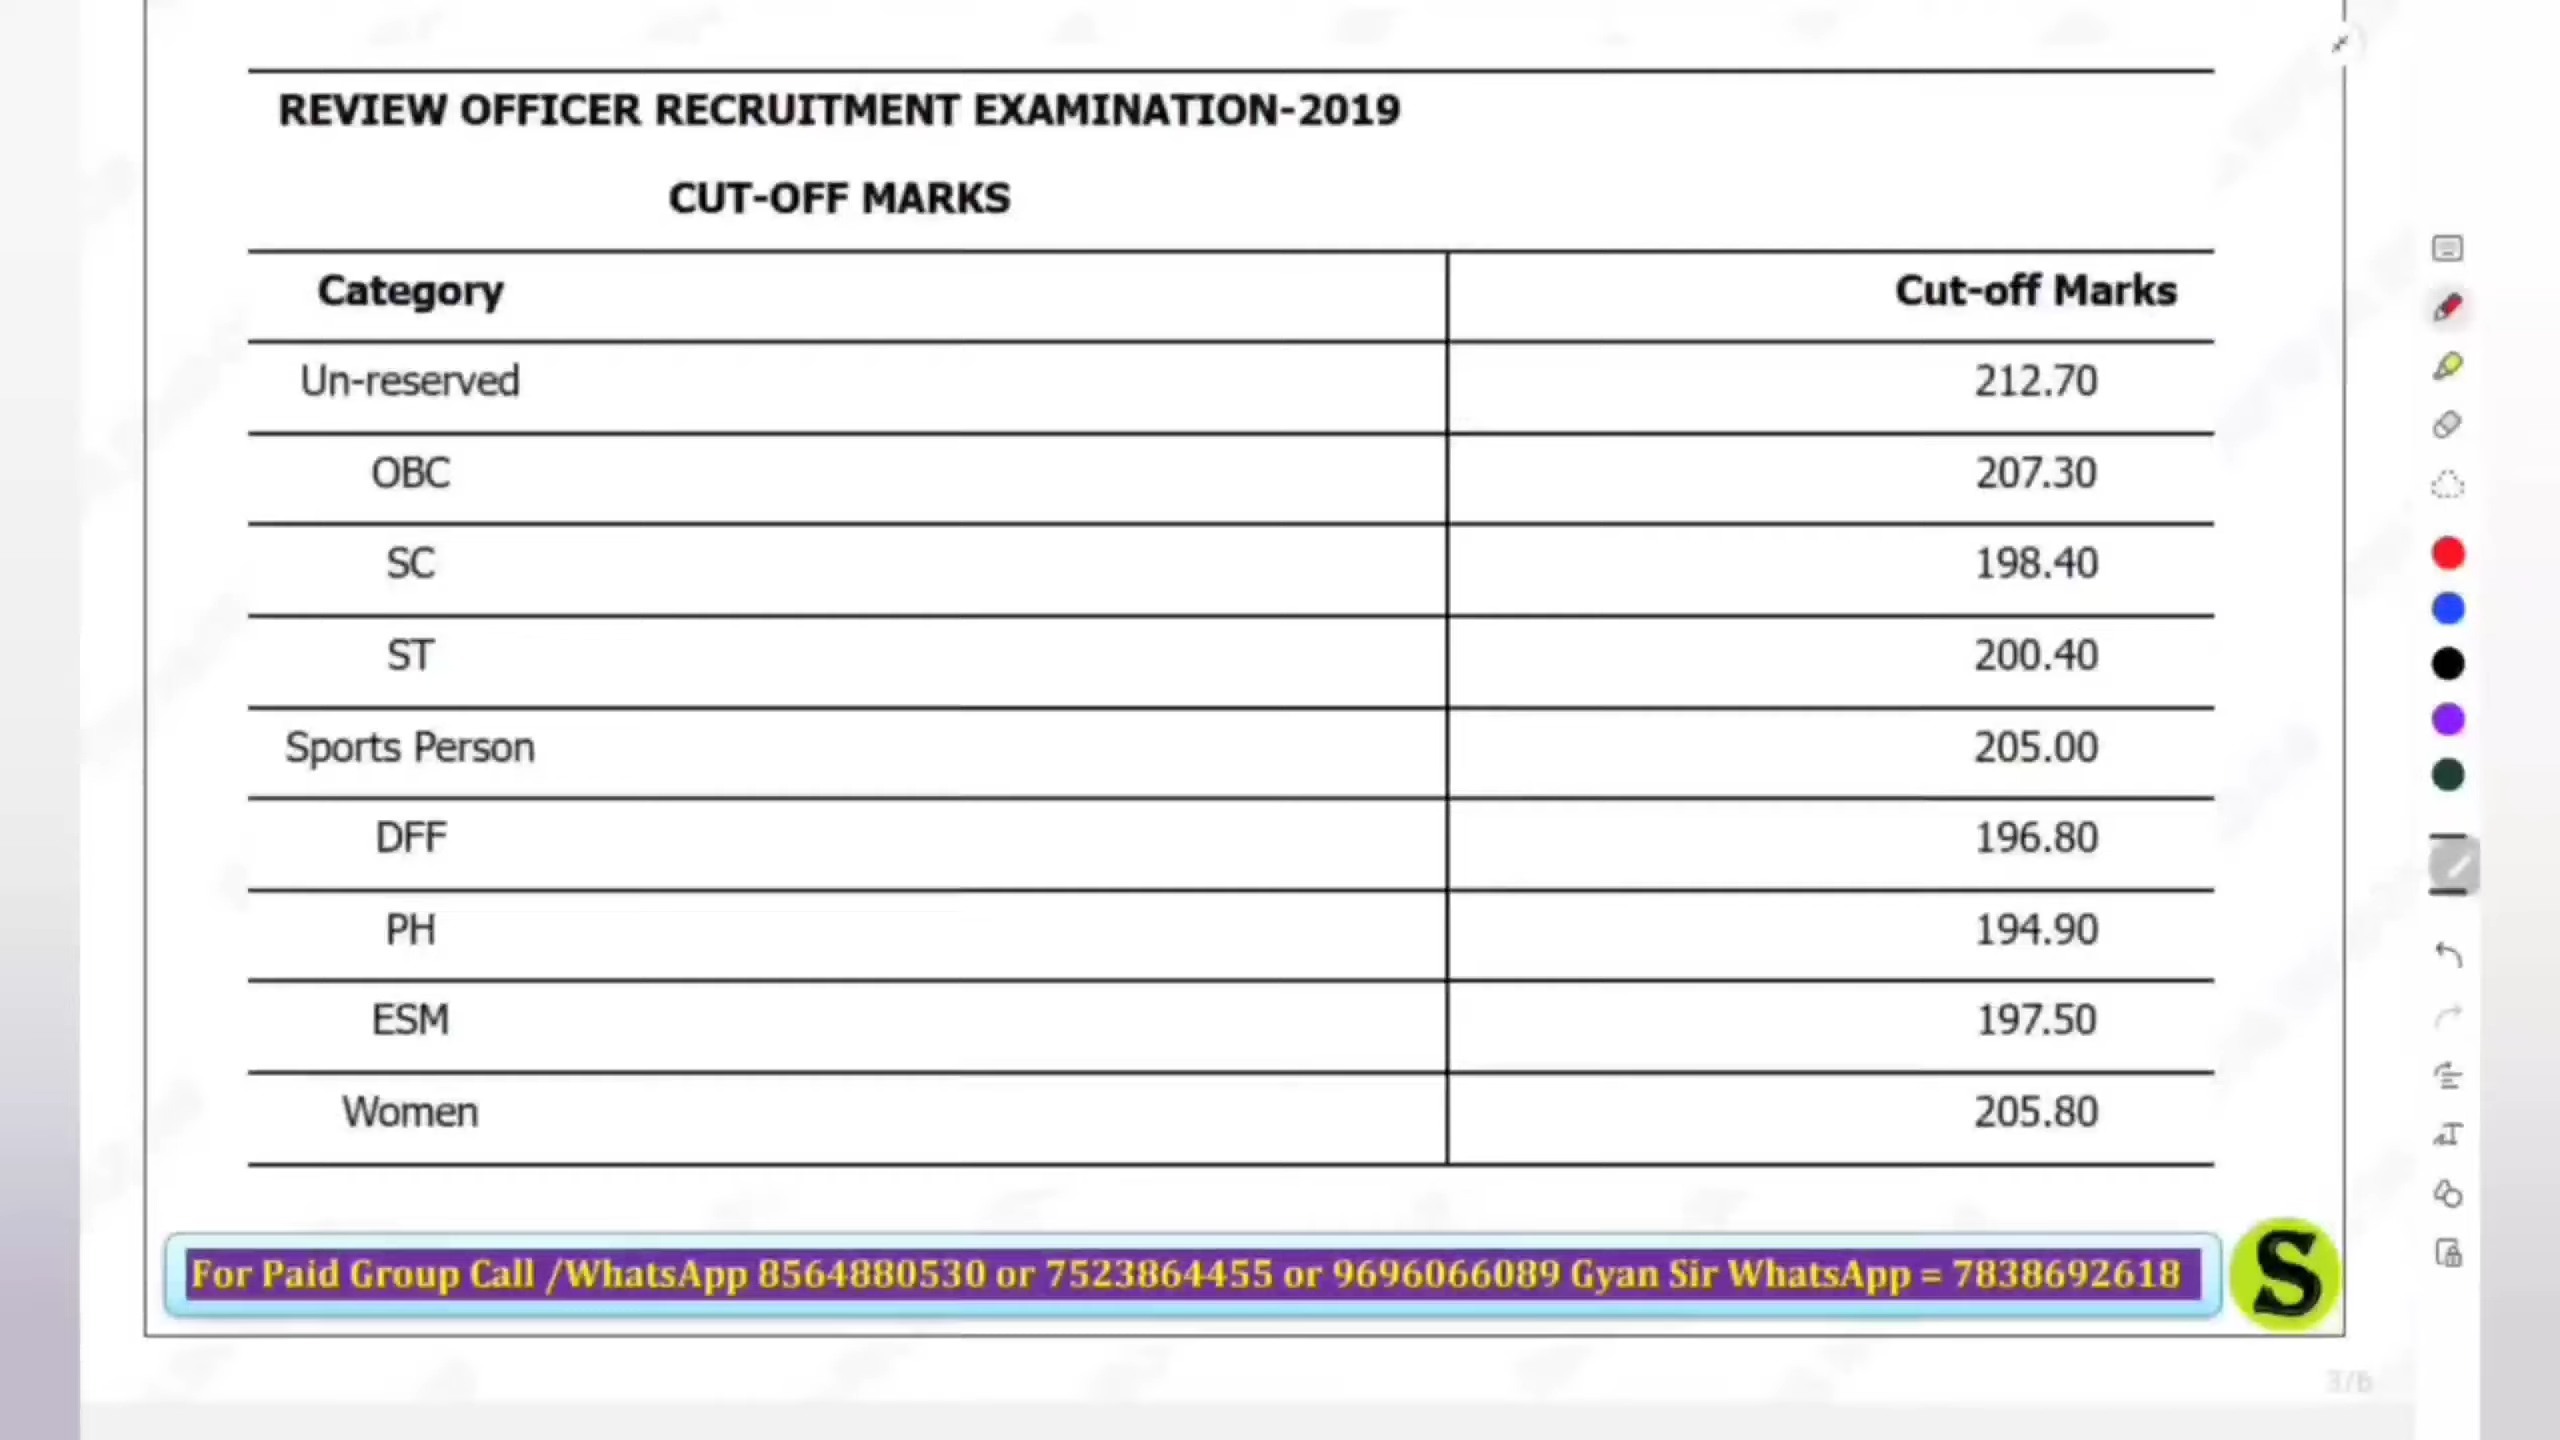 REVIEW OFFICER RECRUITMENT EXAMINATION-2019
CUT-OFF MARKS
Category Cut-off Marks
Un-reserved 212.70
OBC 207.30
SC 198.40
ST 200.40
Sports Person 205.00
DFF 196.80
PH 194.90
ESM 197.50
Women 205.80
For Paid Group Call /WhatsApp 8564880530 or 7523864455 or 9696066089 Gyan Sir WhatsApp = 7838692618
S
3/6